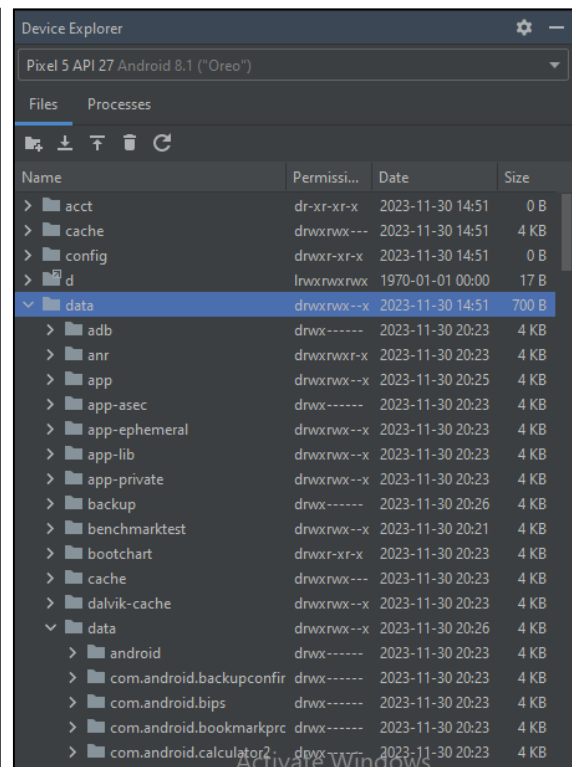 Device Explorer
Pixel 5 API 27 Android 8.1 ("Oreo")
Files Processes
Name Permissi... Date Size
acct dr-xr-xr-x 2023-11-30 14:51 0 B
cache drwxrwx--- 2023-11-30 14:51 4 KB
config drwxr-xr-x 2023-11-30 14:51 0 B
d lrwxrwxrwx 1970-01-01 00:00 17 B
data drwxrwx--x 2023-11-30 14:51 700 B
adb drwx------ 2023-11-30 20:23 4 KB
anr drwxrwxr-x 2023-11-30 20:23 4 KB
app drwxrwx--x 2023-11-30 20:25 4 KB
app-asec drwx------ 2023-11-30 20:23 4 KB
app-ephemeral drwxrwx--x 2023-11-30 20:23 4 KB
app-lib drwxrwx--x 2023-11-30 20:23 4 KB
app-private drwxrwx--x 2023-11-30 20:23 4 KB
backup drwx------ 2023-11-30 20:26 4 KB
benchmarktest drwxrwx--x 2023-11-30 20:21 4 KB
bootchart drwxr-xr-x 2023-11-30 20:23 4 KB
cache drwxrwx--- 2023-11-30 20:23 4 KB
dalvik-cache drwxrwx--x 2023-11-30 20:23 4 KB
data drwxrwx--x 2023-11-30 20:26 4 KB
android drwx------ 2023-11-30 20:23 4 KB
com.android.backupconfir drwx------ 2023-11-30 20:23 4 KB
com.android.bips drwx------ 2023-11-30 20:23 4 KB
com.android.bookmarkprc drwx------ 2023-11-30 20:23 4 KB
com.android.calculator2 drwx------ 2023-11-30 20:23 4 KB
Activate Windows